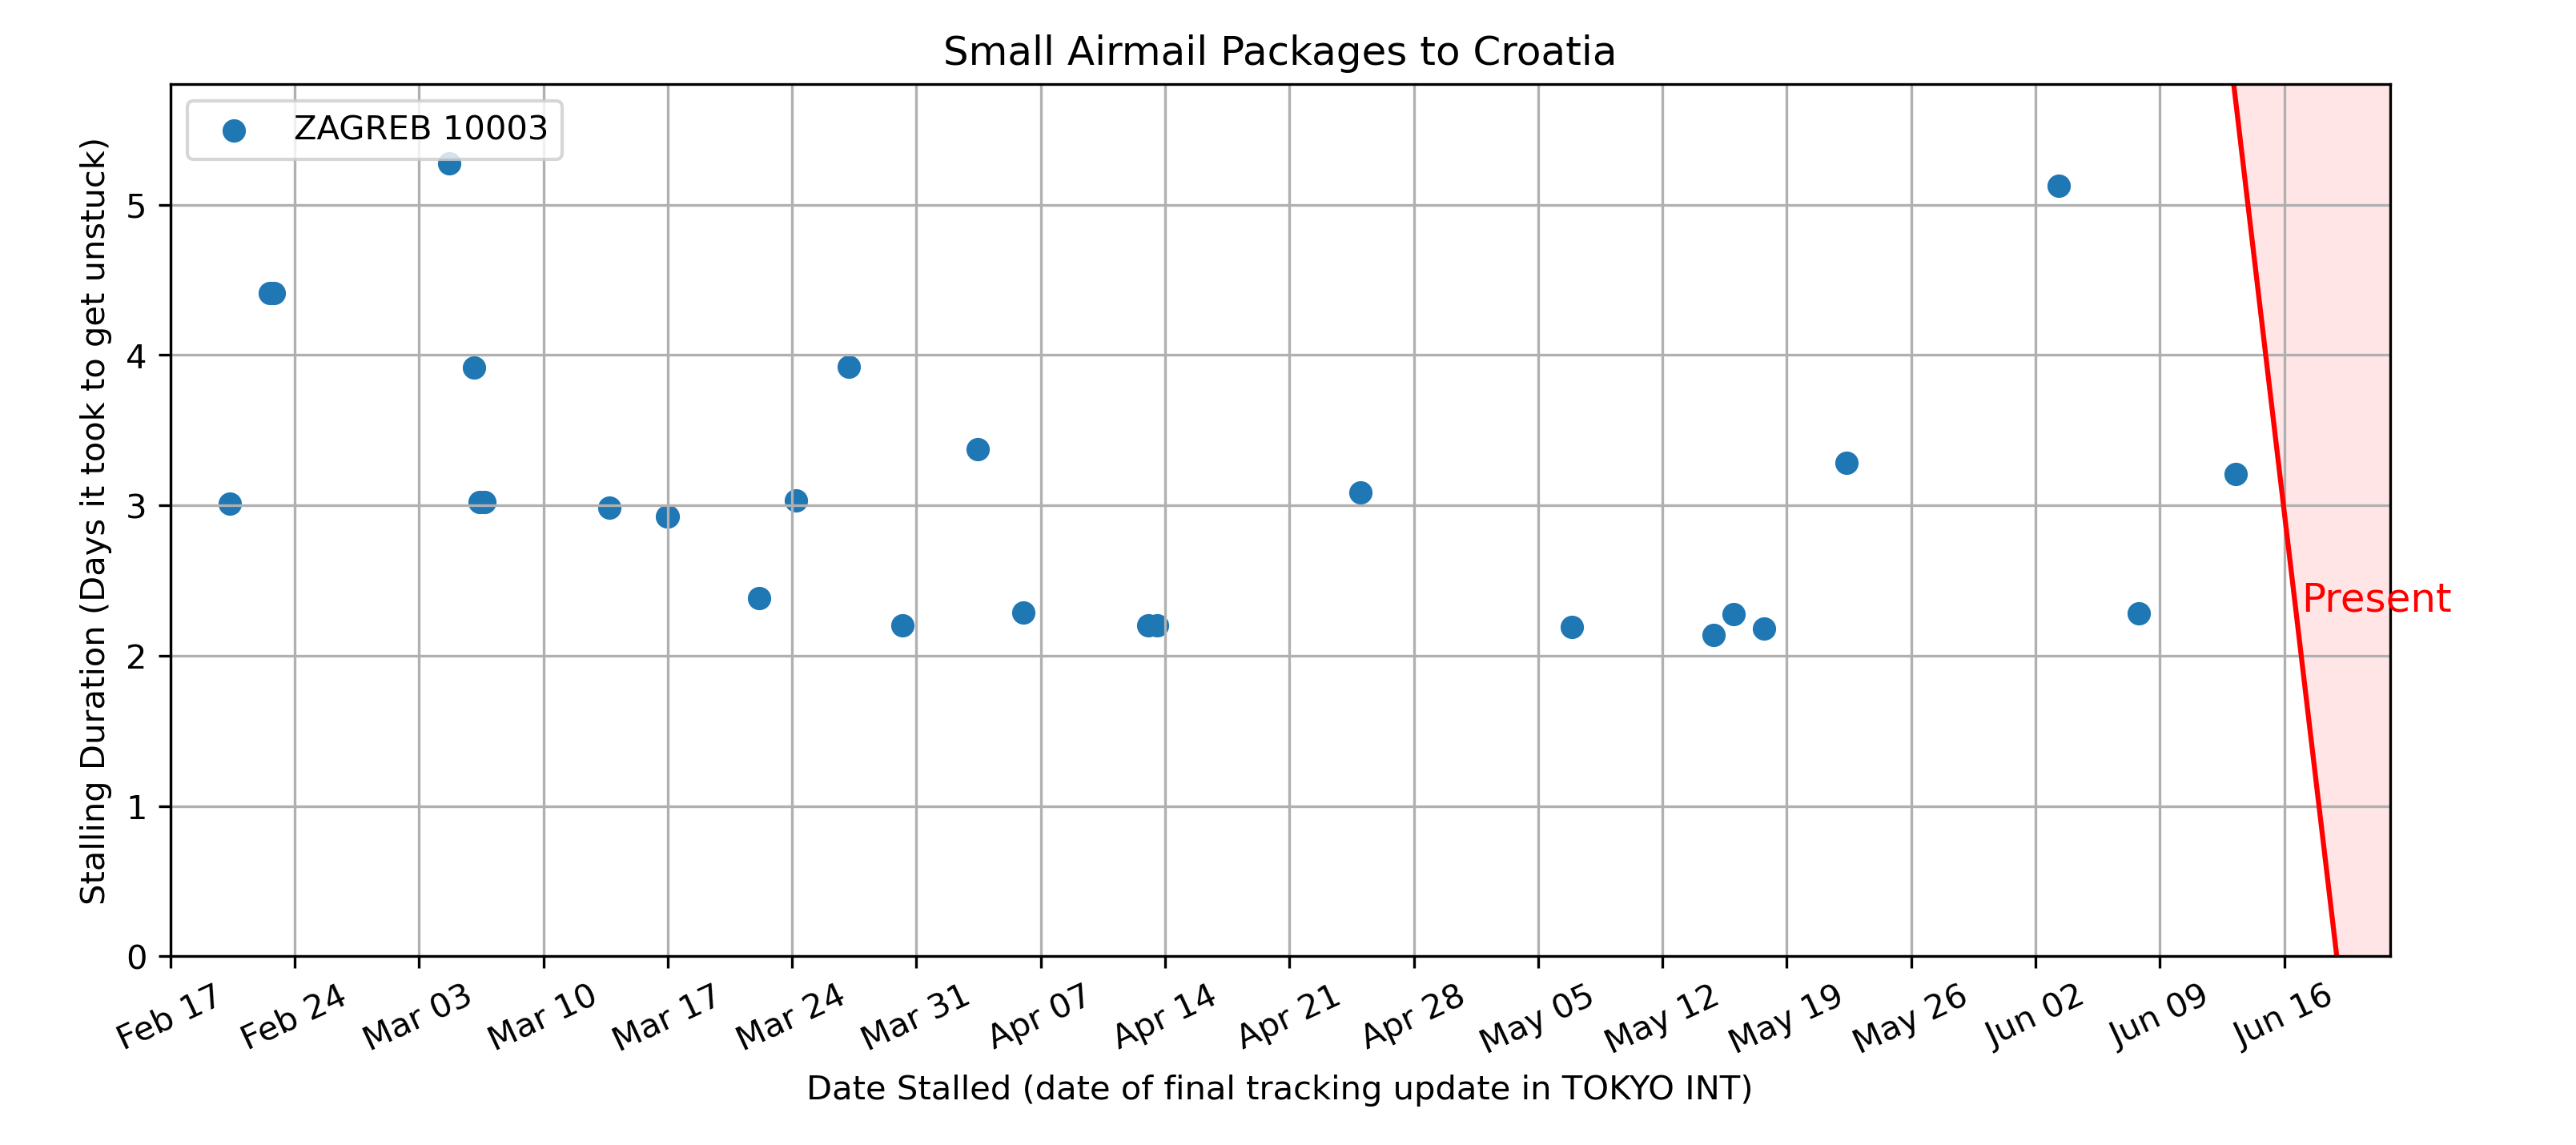 Small Airmail Packages to Croatia
ZAGREB 10003
Stalling Duration (Days it took to get unstuck)
5
4
3
2
1
0
Present
Feb 17
Feb 24
Mar 03
Mar 10
Mar 17
Mar 24
Mar 31
Apr 07
Apr 14
Apr 21
Apr 28
May 05
May 12
May 19
May 26
Jun 02
Jun 09
Jun 16
Date Stalled (date of final tracking update in TOKYO INT)